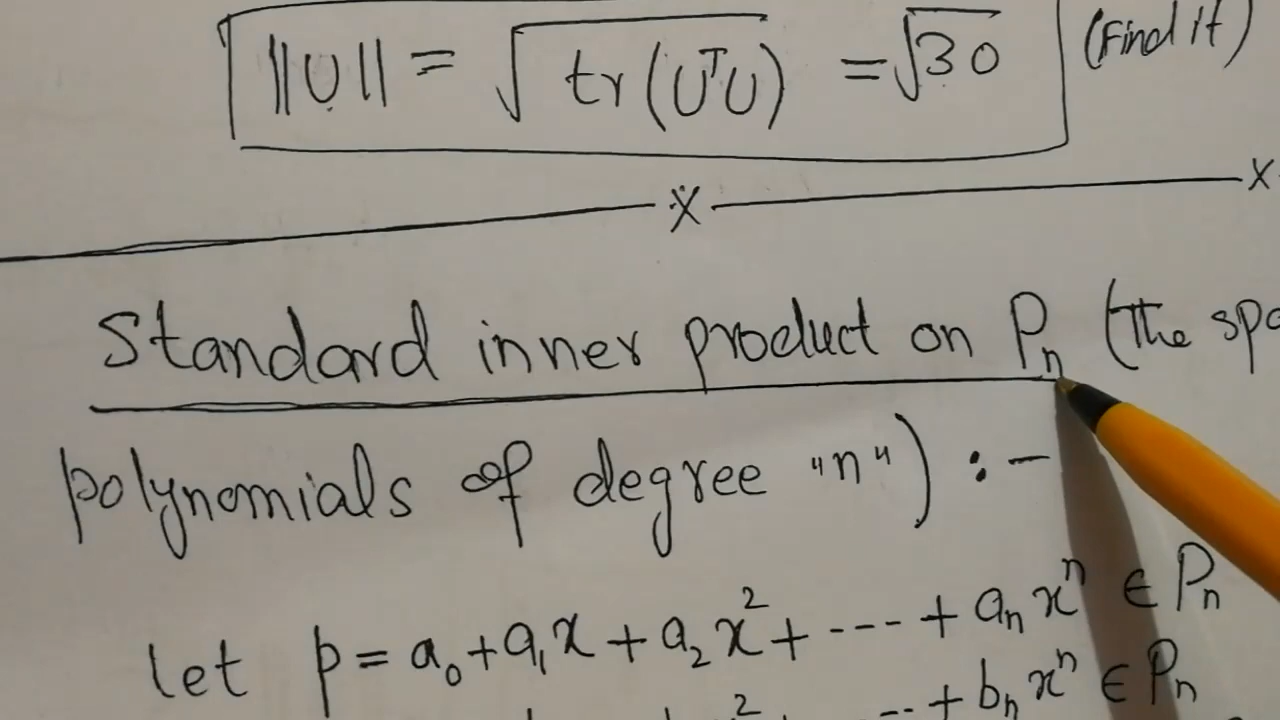 ||U|| = √tr(UᵀU) = √30 (Find it)
x x
Standard inner product on Pₙ (The
polynomials of degree "n") :-
let p = a₀ + a₁x + a₂x² + --- + aₙxⁿ ∈ Pₙ
+ bₙxⁿ ∈ Pₙ